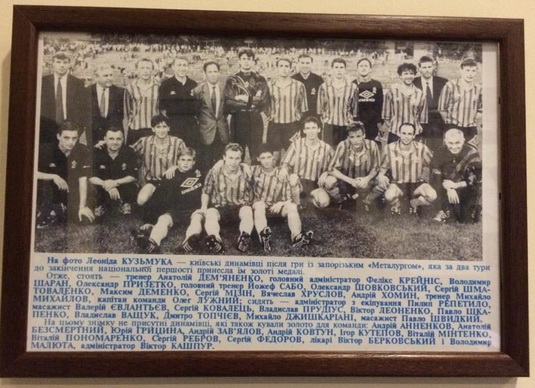 На фото Леоніда КУЗЬМУКА — київські динамівці після гри із запорізьким «Металургом», яка за два тури
до закінчення національної першості принесла їм золоті медалі.
Отже, стоять — тренер Анатолій ДЕМ'ЯНЕНКО, головний адміністратор Фелікс КРЕЙНІС, Володимир
ШАРАН, Олександр ПРИЗЕТКО, головний тренер Йожеф САБО, Олександр ШОВКОВСЬКИЙ, Сергій ШМА-
ТОВАЛЕНКО, Максим ДЕМЕНКО, Сергій МІЗІН, Вячеслав ХРУСЛОВ, Андрій ХОМИН, тренер Михайло
МИХАЙЛОВ, капітан команди Олег ЛУЖНИЙ; сидять — адміністратор з екіпірування Пилип РЕПЕТИЛО,
масажист Валерій ЄВЛАНТЬЄВ, Сергій КОВАЛЕЦЬ, Владислав ПРУДІУС, Віктор ЛЕОНЕНКО, Павло ШКА-
ПЕНКО, Владислав ВАЩУК, Дмитро ТОПЧІЄВ, Михайло ДЖИШКАРІАНІ, масажист Павло ШВИДКИЙ.
На цьому знімку не присутні динамівці, які також кували золото для команди: Андрій АННЕНКОВ, Анатолій
БЕЗСМЕРТНИЙ, Юрій ГРИЦИНА, Андрій ЗАВ'ЯЛОВ, Андрій КОВТУН, Ігор КУТЕПОВ, Віталій МІНТЕНКО,
Віталій ПОНОМАРЕНКО, Сергій РЕБРОВ, Сергій ФЕДОРОВ, лікарі Віктор БЕРКОВСЬКИЙ і Володимир
МАЛЮТА, адміністратор Віктор КАШПУР.